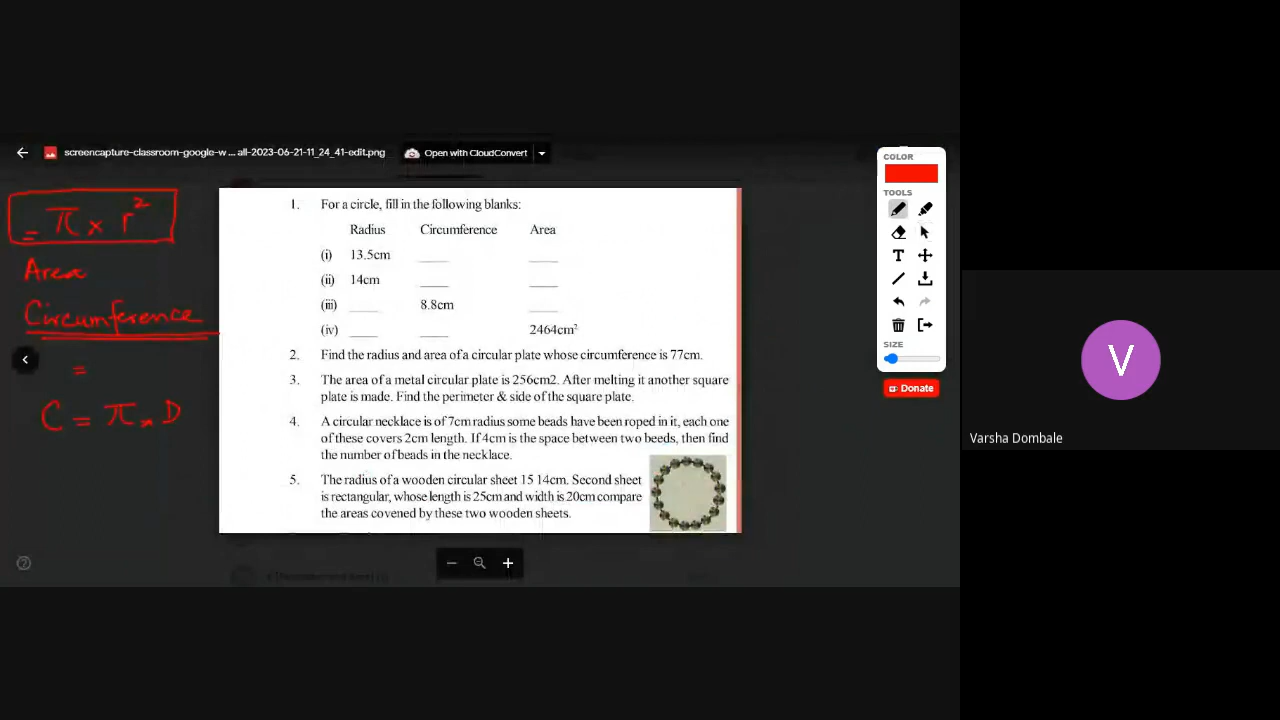 screencapture-classroom-google-w ... all-2023-06-21-11_24_41-edit.png
Open with CloudConvert
= π × r²
Area
Circumference
=
C = π × D
1. For a circle, fill in the following blanks:
Radius Circumference Area
(i) 13.5cm ____ ____
(ii) 14cm ____ ____
(iii) ____ 8.8cm ____
(iv) ____ ____ 2464cm²
2. Find the radius and area of a circular plate whose circumference is 77cm.
3. The area of a metal circular plate is 256cm2. After melting it another square
plate is made. Find the perimeter & side of the square plate.
4. A circular necklace is of 7cm radius some beads have been roped in it, each one
of these covers 2cm length. If 4cm is the space between two beeds, then find
the number of beads in the necklace.
5. The radius of a wooden circular sheet 15 14cm. Second sheet
is rectangular, whose length is 25cm and width is 20cm compare
the areas covened by these two wooden sheets.
COLOR
TOOLS
T
SIZE
Donate
V
Varsha Dombale